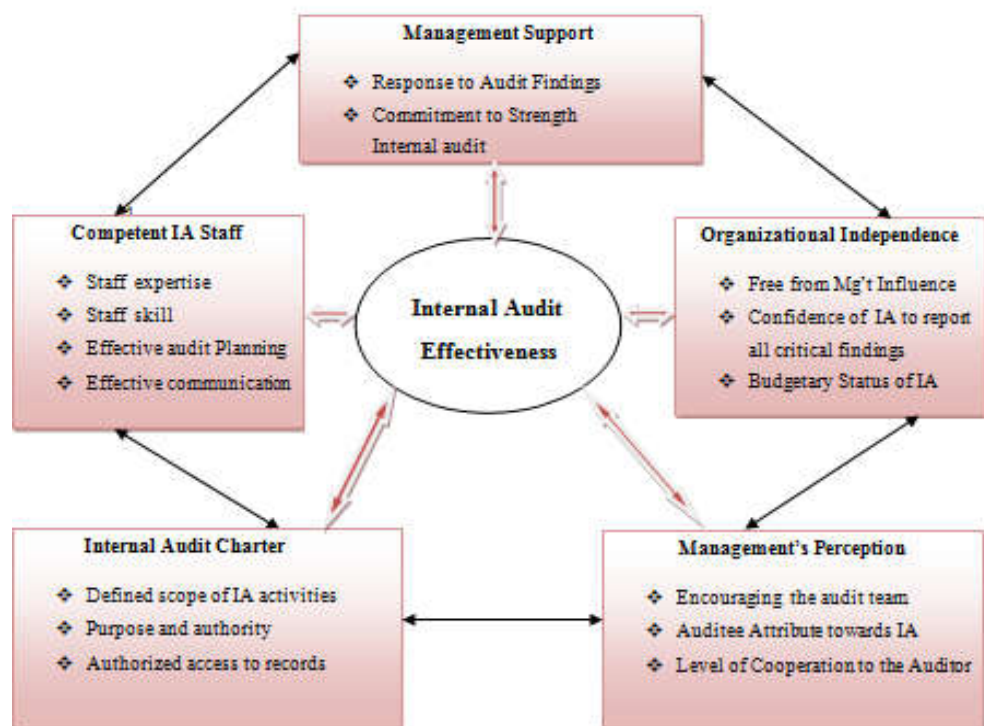 Management Support
❖ Response to Audit Findings
❖ Commitment to Strength
Internal audit
Competent IA Staff
❖ Staff expertise
❖ Staff skill
❖ Effective audit Planning
❖ Effective communication
Internal Audit
Effectiveness
Organizational Independence
❖ Free from Mg't Influence
❖ Confidence of IA to report
all critical findings
❖ Budgetary Status of IA
Internal Audit Charter
❖ Defined scope of IA activities
❖ Purpose and authority
❖ Authorized access to records
Management's Perception
❖ Encouraging the audit team
❖ Auditee Attribute towards IA
❖ Level of Cooperation to the Auditor